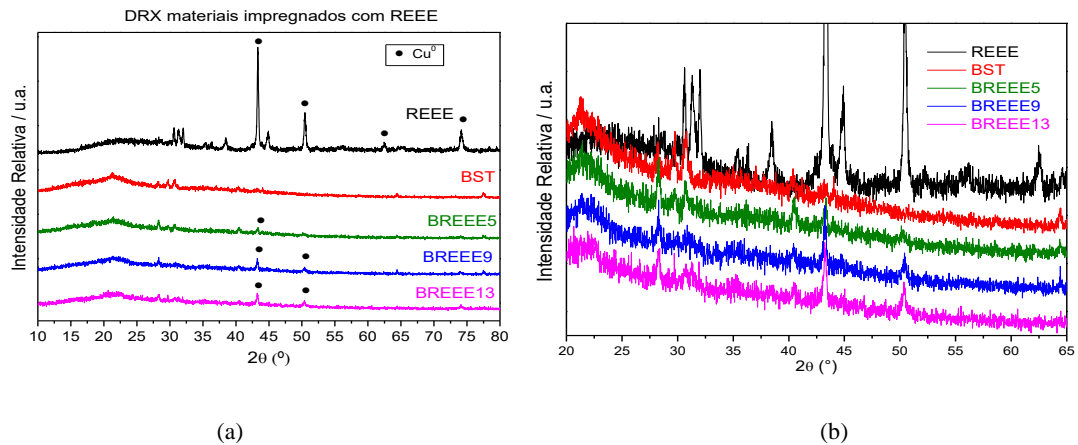 DRX materiais impregnados com REEE
(a)
Intensidade Relativa / u.a.
● Cu⁰
REEE
BST
BREEE5
BREEE9
BREEE13
10 15 20 25 30 35 40 45 50 55 60 65 70 75 80
2θ (º)
(b)
Intensidade Relativa / u.a.
REEE
BST
BREEE5
BREEE9
BREEE13
20 25 30 35 40 45 50 55 60 65
2θ (°)
(a)
(b)